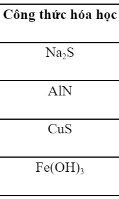 Công thức hóa học
Na₂S
AlN
CuS
Fe(OH)₃